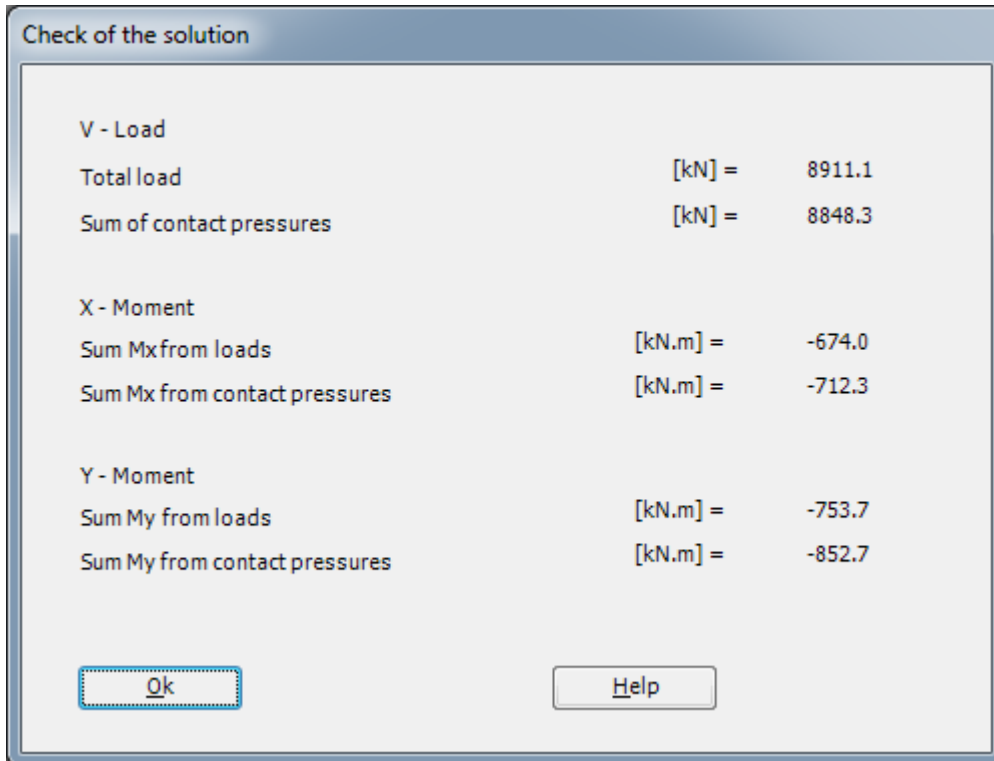 Check of the solution
V - Load
Total load [kN] = 8911.1
Sum of contact pressures [kN] = 8848.3
X - Moment
Sum Mx from loads [kN.m] = -674.0
Sum Mx from contact pressures [kN.m] = -712.3
Y - Moment
Sum My from loads [kN.m] = -753.7
Sum My from contact pressures [kN.m] = -852.7
Ok Help